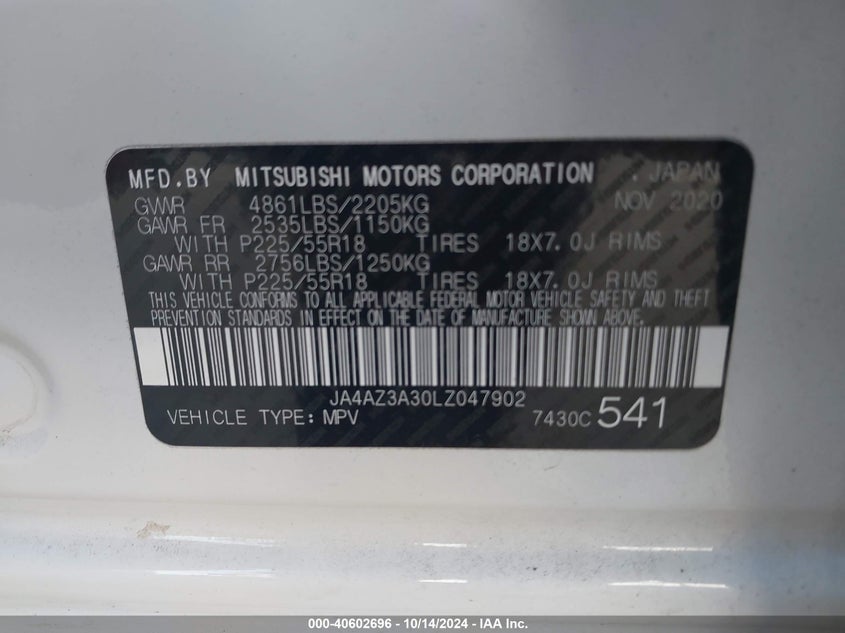 MFD.BY MITSUBISHI MOTORS CORPORATION . JAPAN
GVWR 4861LBS/2205KG NOV 2020
GAWR FR 2535LBS/1150KG
WITH P225/55R18 TIRES 18X7.0J RIMS
GAWR RR 2756LBS/1250KG
WITH P225/55R18 TIRES 18X7.0J RIMS
THIS VEHICLE CONFORMS TO ALL APPLICABLE FEDERAL MOTOR VEHICLE SAFETY AND THEFT
PREVENTION STANDARDS IN EFFECT ON THE DATE OF MANUFACTURE SHOWN ABOVE.
JA4AZ3A30LZ047902
VEHICLE TYPE: MPV 7430C 541
000-40602696 - 10/14/2024 - IAA Inc.